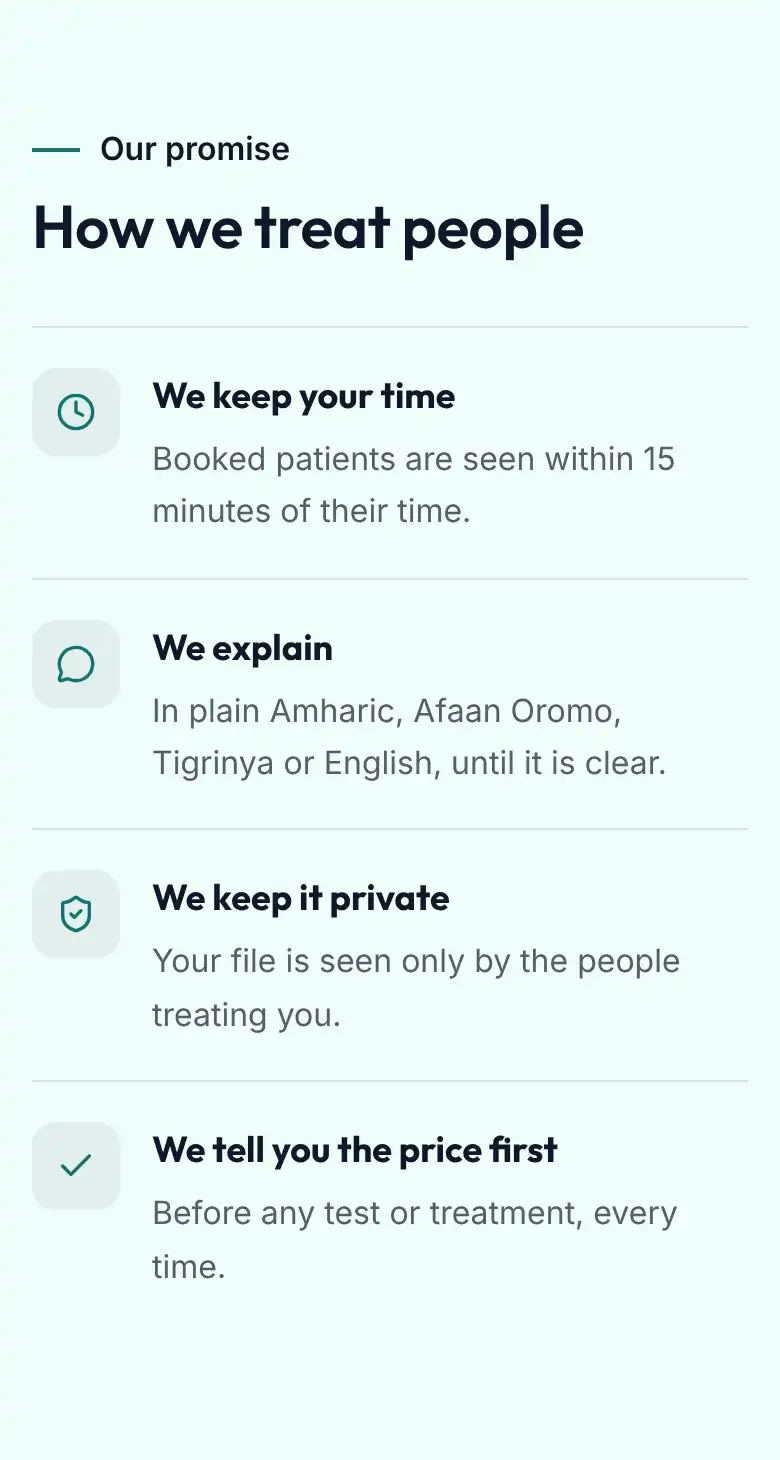 Our promise
How we treat people
We keep your time
Booked patients are seen within 15
minutes of their time.
We explain
In plain Amharic, Afaan Oromo,
Tigrinya or English, until it is clear.
We keep it private
Your file is seen only by the people
treating you.
We tell you the price first
Before any test or treatment, every
time.